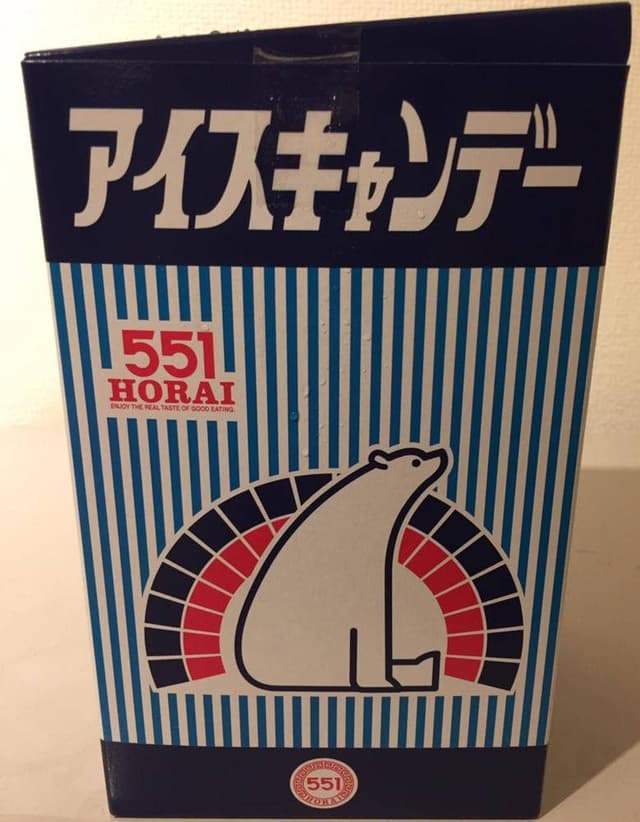 アイスキャンデー
551
HORAI
ENJOY THE REAL TASTE OF GOOD EATING.
551
HORAI